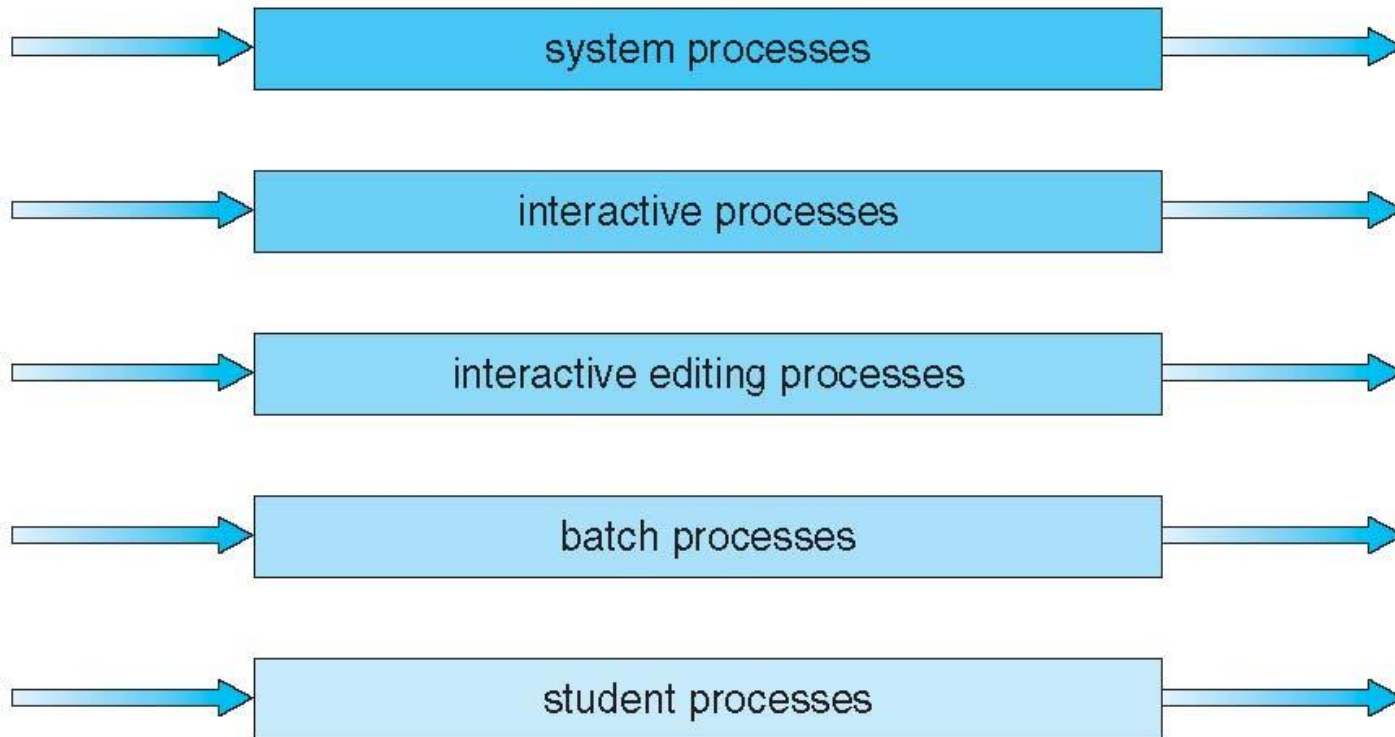 system processes
interactive processes
interactive editing processes
batch processes
student processes